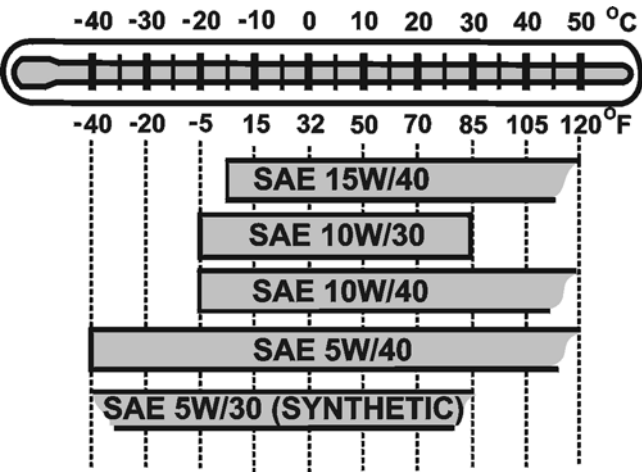 -40 -30 -20 -10 0 10 20 30 40 50 °C
-40 -20 -5 15 32 50 70 85 105 120 °F
SAE 15W/40
SAE 10W/30
SAE 10W/40
SAE 5W/40
SAE 5W/30 (SYNTHETIC)